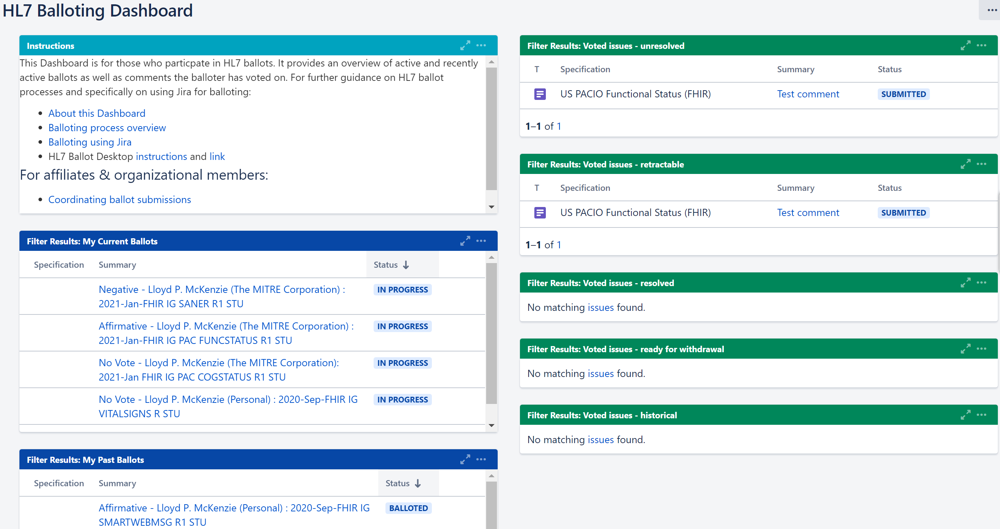 HL7 Balloting Dashboard
Instructions
This Dashboard is for those who particpate in HL7 ballots. It provides an overview of active and recently
active ballots as well as comments the balloter has voted on. For further guidance on HL7 ballot
processes and specifically on using Jira for balloting:
About this Dashboard
Balloting process overview
Balloting using Jira
HL7 Ballot Desktop instructions and link
For affiliates & organizational members:
Coordinating ballot submissions
Filter Results: My Current Ballots
Specification Summary Status
Negative - Lloyd P. McKenzie (The MITRE Corporation) : IN PROGRESS
2021-Jan-FHIR IG SANER R1 STU
Affirmative - Lloyd P. McKenzie (The MITRE Corporation) : IN PROGRESS
2021-Jan-FHIR IG PAC FUNCSTATUS R1 STU
No Vote - Lloyd P. McKenzie (The MITRE Corporation): IN PROGRESS
2021-Jan FHIR IG PAC COGSTATUS R1 STU
No Vote - Lloyd P. McKenzie (Personal) : 2020-Sep-FHIR IG IN PROGRESS
VITALSIGNS R STU
Filter Results: My Past Ballots
Specification Summary Status
Affirmative - Lloyd P. McKenzie (Personal) : 2020-Sep-FHIR IG BALLOTED
SMARTWEBMSG R1 STU
Filter Results: Voted issues - unresolved
T Specification Summary Status
US PACIO Functional Status (FHIR) Test comment SUBMITTED
1–1 of 1
Filter Results: Voted issues - retractable
T Specification Summary Status
US PACIO Functional Status (FHIR) Test comment SUBMITTED
1–1 of 1
Filter Results: Voted issues - resolved
No matching issues found.
Filter Results: Voted issues - ready for withdrawal
No matching issues found.
Filter Results: Voted issues - historical
No matching issues found.